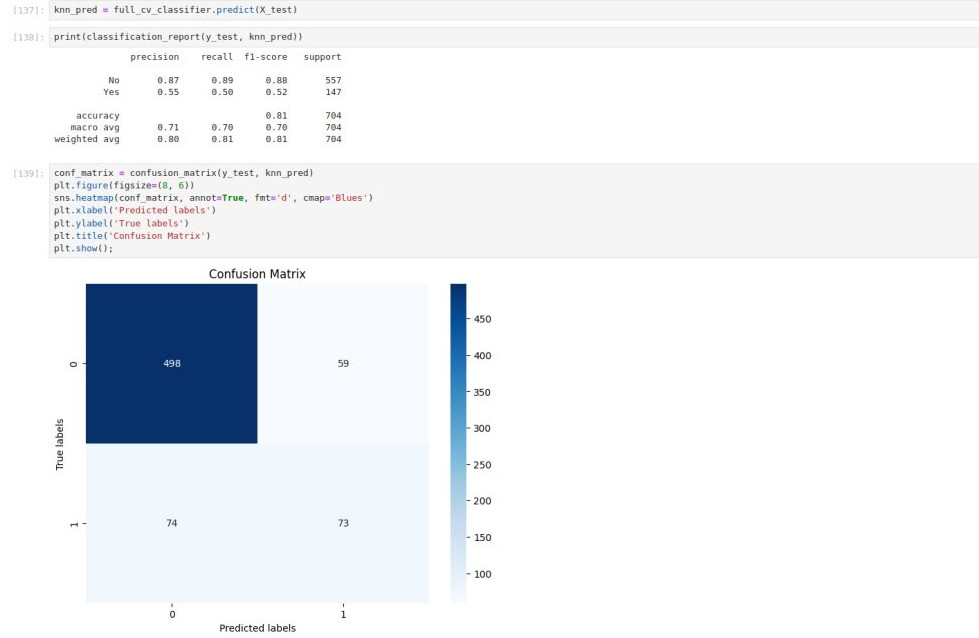 [137]: knn_pred = full_cv_classifier.predict(X_test)
[138]: print(classification_report(y_test, knn_pred))
precision recall f1-score support
No 0.87 0.89 0.88 557
Yes 0.55 0.50 0.52 147
accuracy 0.81 704
macro avg 0.71 0.70 0.70 704
weighted avg 0.80 0.81 0.81 704
[139]: conf_matrix = confusion_matrix(y_test, knn_pred)
plt.figure(figsize=(8, 6))
sns.heatmap(conf_matrix, annot=True, fmt='d', cmap='Blues')
plt.xlabel('Predicted labels')
plt.ylabel('True labels')
plt.title('Confusion Matrix')
plt.show();
Confusion Matrix
True labels
0
498 59
1
74 73
0 1
Predicted labels
450
400
350
300
250
200
150
100